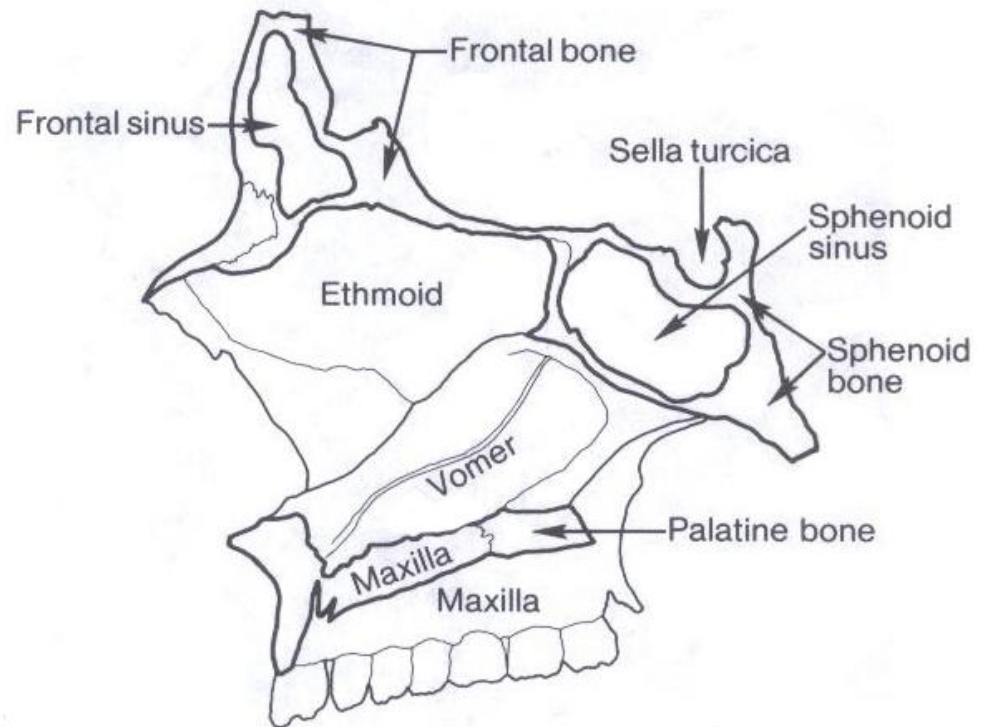 Frontal bone
Frontal sinus
Sella turcica
Sphenoid
sinus
Ethmoid
Sphenoid
bone
Vomer
Palatine bone
Maxilla
Maxilla